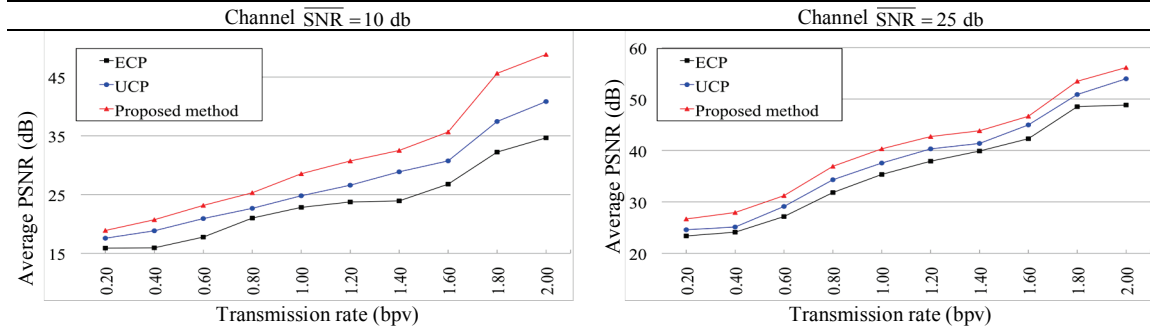 Channel SNR = 10 db
Channel SNR = 25 db
ECP
UCP
Proposed method
Average PSNR (dB)
45
35
25
15
0.20
0.40
0.60
0.80
1.00
1.20
1.40
1.60
1.80
2.00
Transmission rate (bpv)
ECP
UCP
Proposed method
Average PSNR (dB)
60
50
40
30
20
0.20
0.40
0.60
0.80
1.00
1.20
1.40
1.60
1.80
2.00
Transmission rate (bpv)